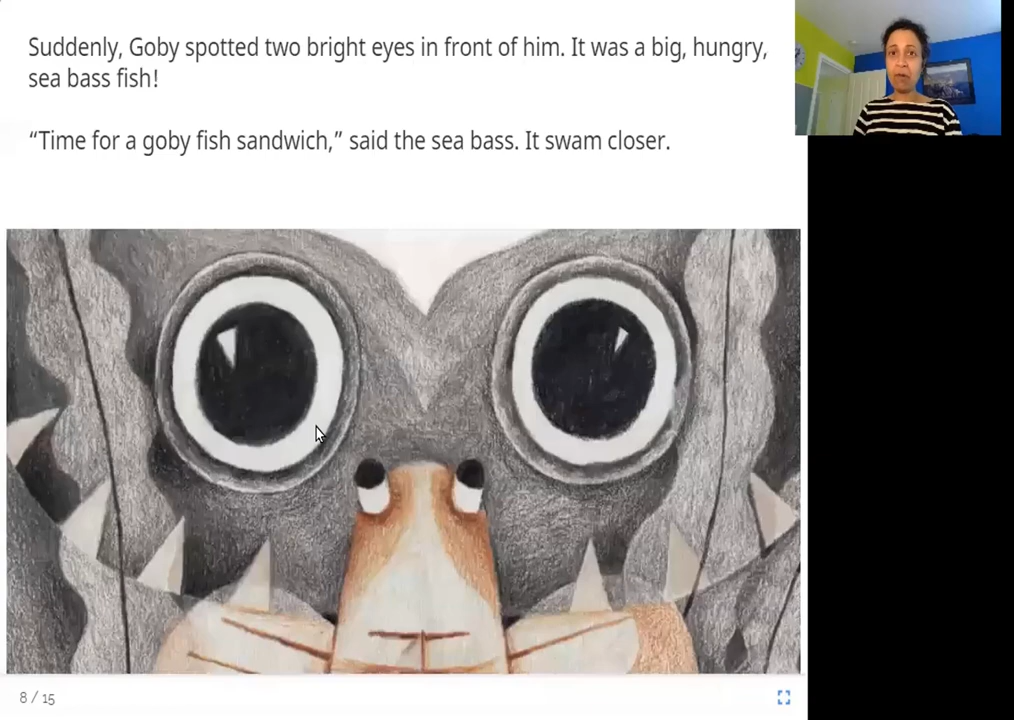 Suddenly, Goby spotted two bright eyes in front of him. It was a big, hungry,
sea bass fish!
“Time for a goby fish sandwich,” said the sea bass. It swam closer.
8 / 15